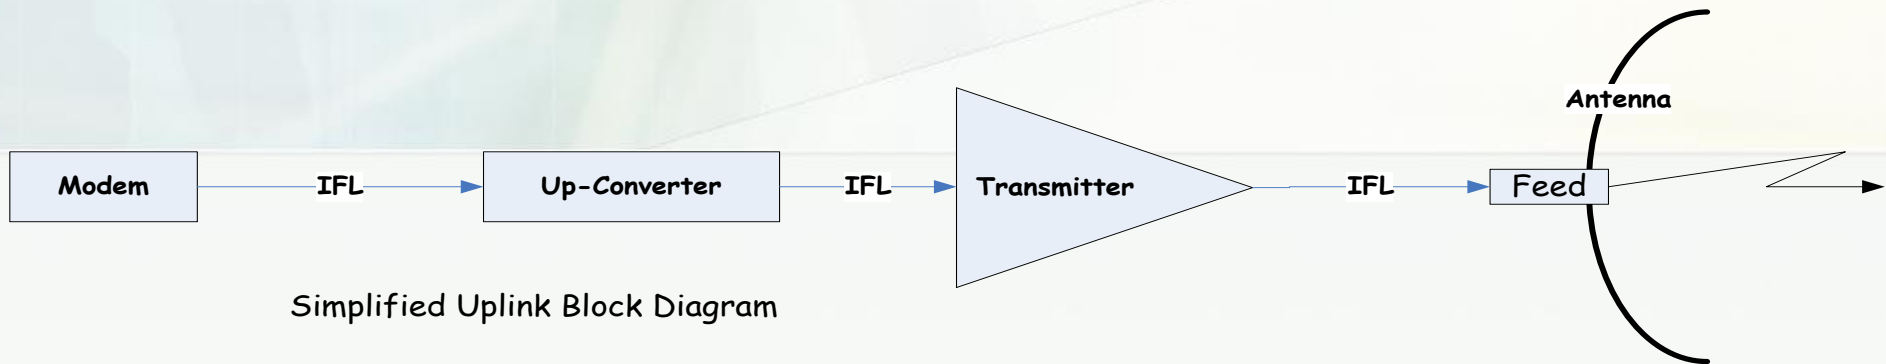 Antenna
Modem
IFL
Up-Converter
IFL
Transmitter
IFL
Feed
Simplified Uplink Block Diagram